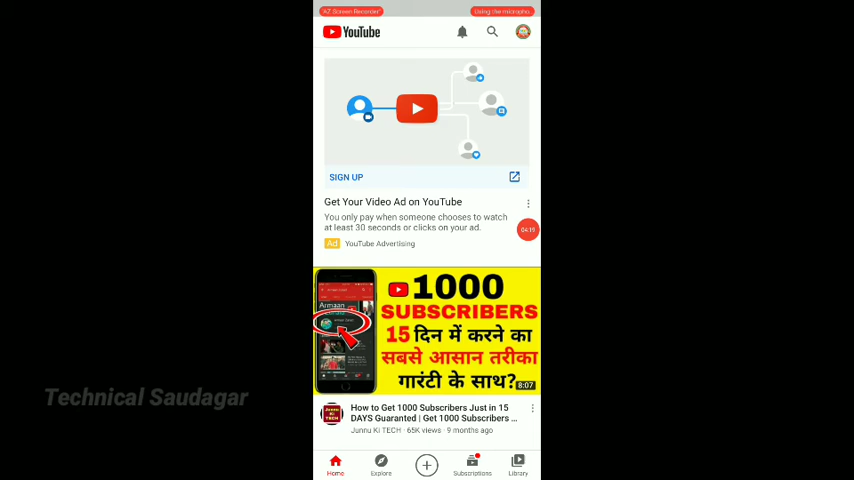 AZ Screen Recorder
Using the micropho..
YouTube
SIGN UP
Get Your Video Ad on YouTube
You only pay when someone chooses to watch
at least 30 seconds or clicks on your ad.
Ad YouTube Advertising
04:19
1000
SUBSCRIBERS
15 दिन में करने का
सबसे आसान तरीका
गारंटी के साथ?
Armaan
8:07
Technical Saudagar
How to Get 1000 Subscribers Just in 15
DAYS Guaranted | Get 1000 Subscribers ...
Junnu Ki TECH · 65K views · 9 months ago
Home Explore Subscriptions Library